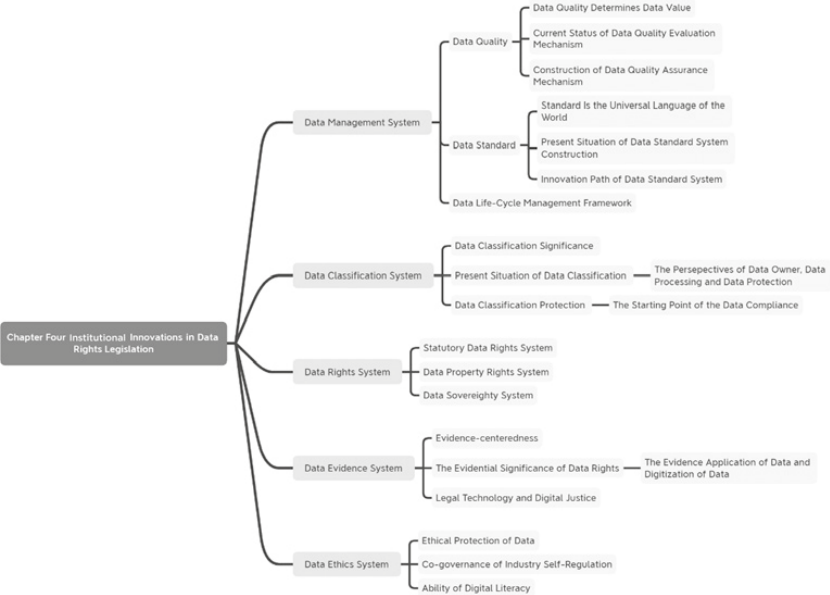 Chapter Four Institutional Innovations in Data
Rights Legislation
Data Management System
Data Quality
Data Quality Determines Data Value
Current Status of Data Quality Evaluation
Mechanism
Construction of Data Quality Assurance
Mechanism
Data Standard
Standard Is the Universal Language of the
World
Present Situation of Data Standard System
Construction
Innovation Path of Data Standard System
Data Life-Cycle Management Framework
Data Classification System
Data Classification Significance
Present Situation of Data Classification
The Persepectives of Data Owner, Data
Processing and Data Protection
Data Classification Protection
The Starting Point of the Data Compliance
Data Rights System
Statutory Data Rights System
Data Property Rights System
Data Sovereighty System
Data Evidence System
Evidence-centeredness
The Evidential Significance of Data Rights
The Evidence Application of Data and
Digitization of Data
Legal Technology and Digital Justice
Data Ethics System
Ethical Protection of Data
Co-governance of Industry Self-Regulation
Ability of Digital Literacy